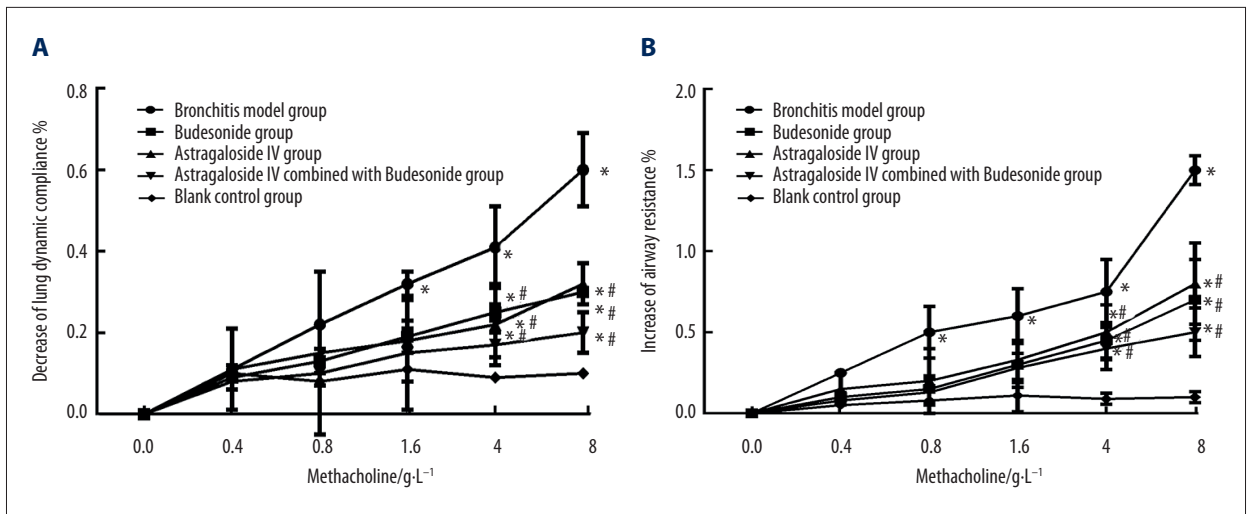 A
Decrease of lung dynamic compliance %
0.8
0.6
0.4
0.2
0.0
Bronchitis model group
Budesonide group
Astragaloside IV group
Astragaloside IV combined with Budesonide group
Blank control group
*
*
*
* #
* #
* #
* #
* #
* #
0.0 0.4 0.8 1.6 4 8
Methacholine/g·L⁻¹
B
Increase of airway resistance %
2.0
1.5
1.0
0.5
0.0
Bronchitis model group
Budesonide group
Astragaloside IV group
Astragaloside IV combined with Budesonide group
Blank control group
*
*
*
*
* #
* #
* #
* #
* #
* #
0.0 0.4 0.8 1.6 4 8
Methacholine/g·L⁻¹